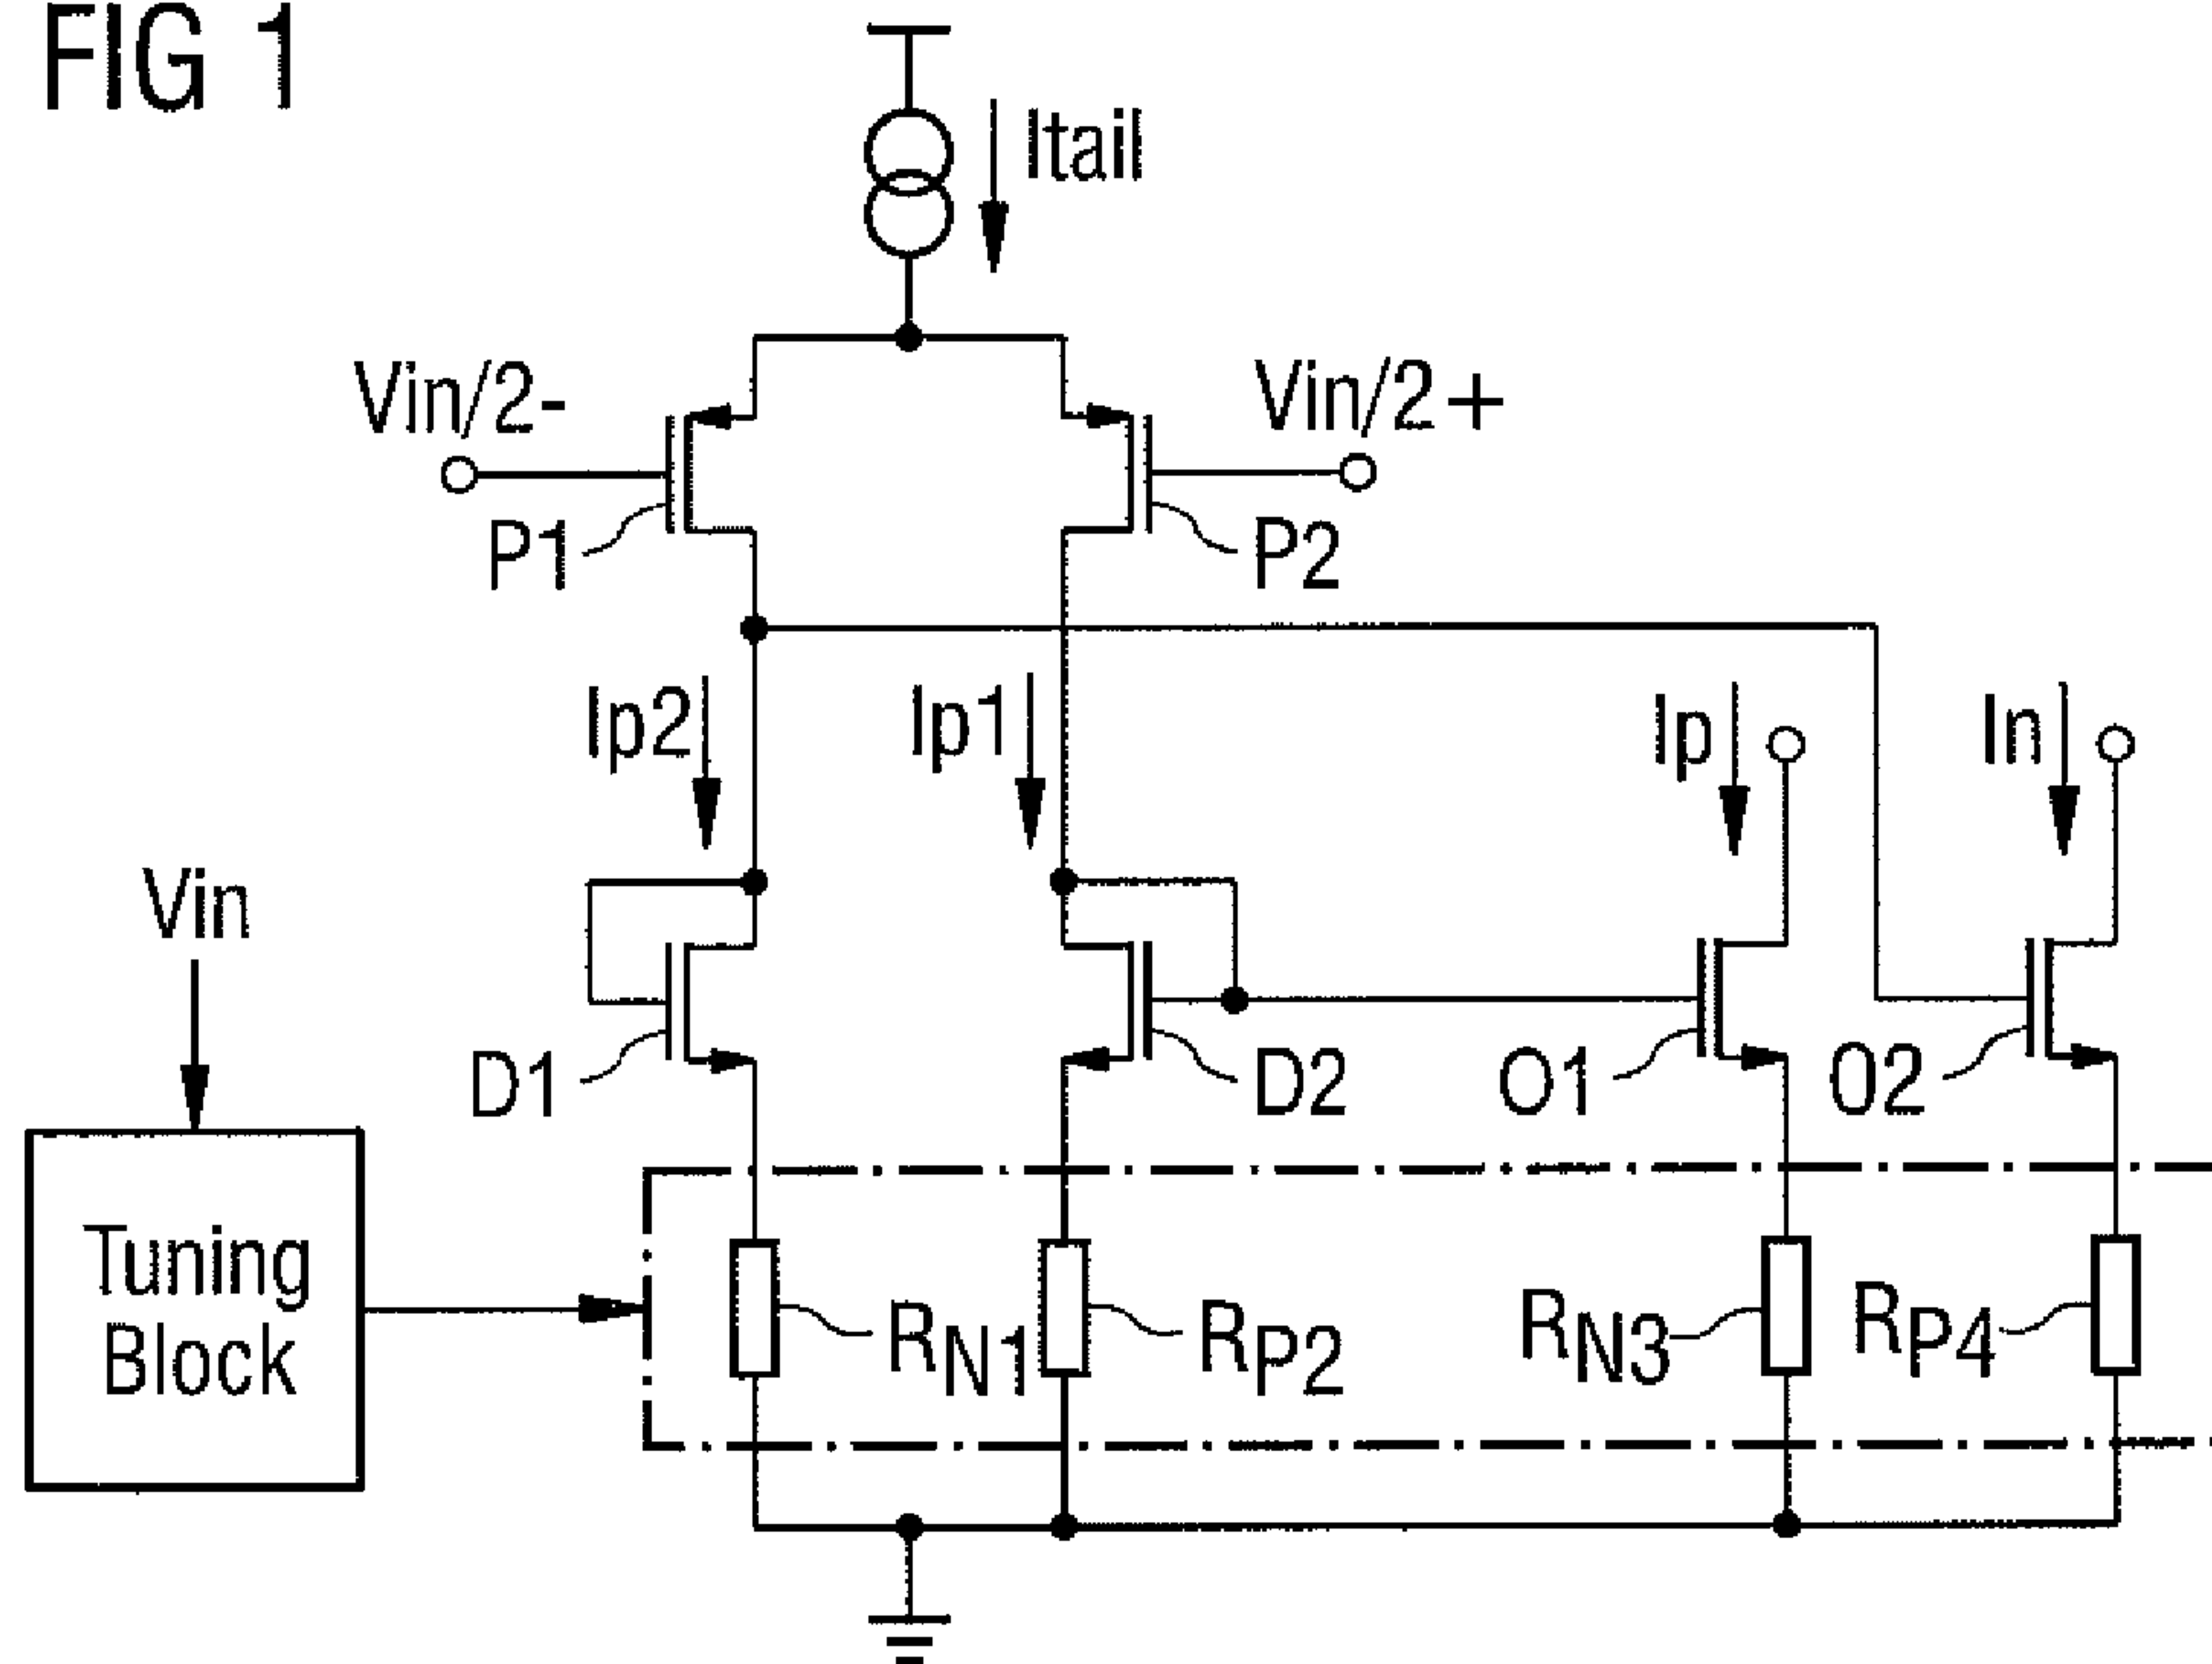 FIG 1
Itail
Vin/2-
Vin/2+
P1
P2
Ip2
Ip1
Ip
In
Vin
D1
D2
O1
O2
Tuning
Block
RN1
RP2
RN3
RP4